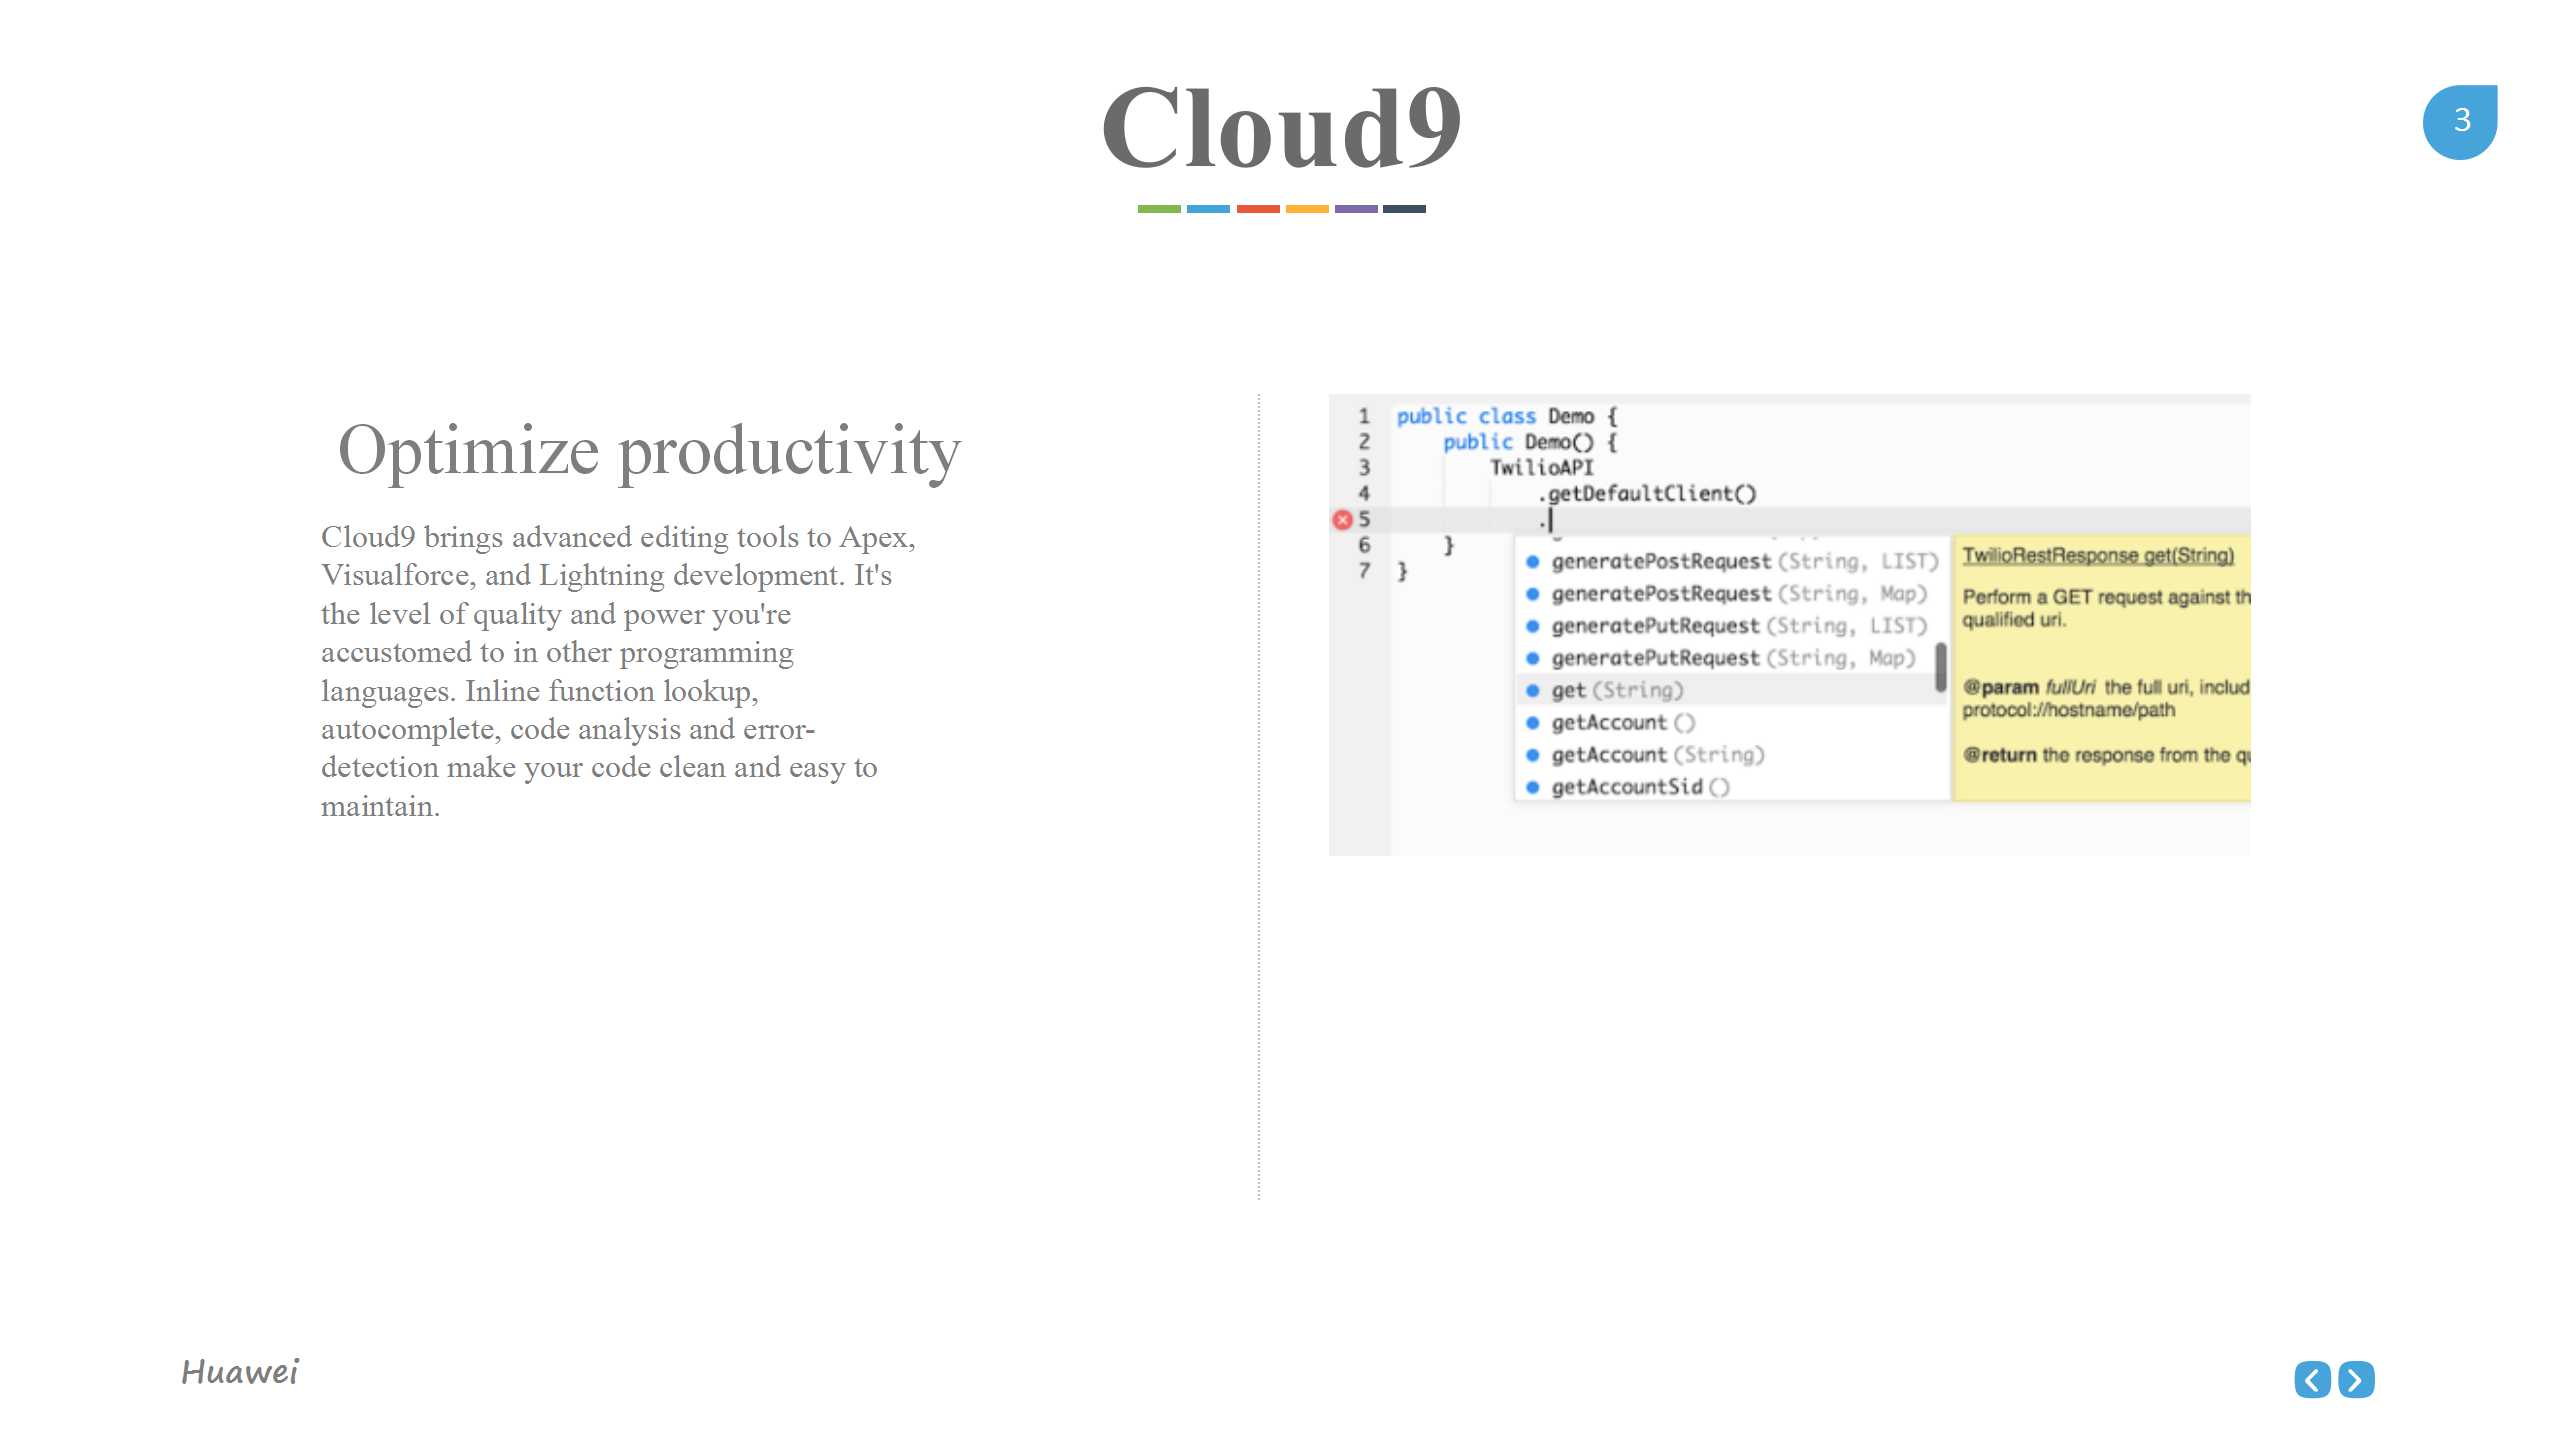 Cloud9
3
Optimize productivity
Cloud9 brings advanced editing tools to Apex,
Visualforce, and Lightning development. It's
the level of quality and power you're
accustomed to in other programming
languages. Inline function lookup,
autocomplete, code analysis and error-
detection make your code clean and easy to
maintain.
1 public class Demo {
2 public Demo() {
3 TwilioAPI
4 .getDefaultClient()
5 .
6 }
7 }
generatePostRequest(String, LIST)
generatePostRequest(String, Map)
generatePutRequest(String, LIST)
generatePutRequest(String, Map)
get(String)
getAccount()
getAccount(String)
getAccountSid()
TwilioRestResponse get(String)
Perform a GET request against th
qualified uri.
@param fullUri the full uri, includ
protocol://hostname/path
@return the response from the qu
Huawei